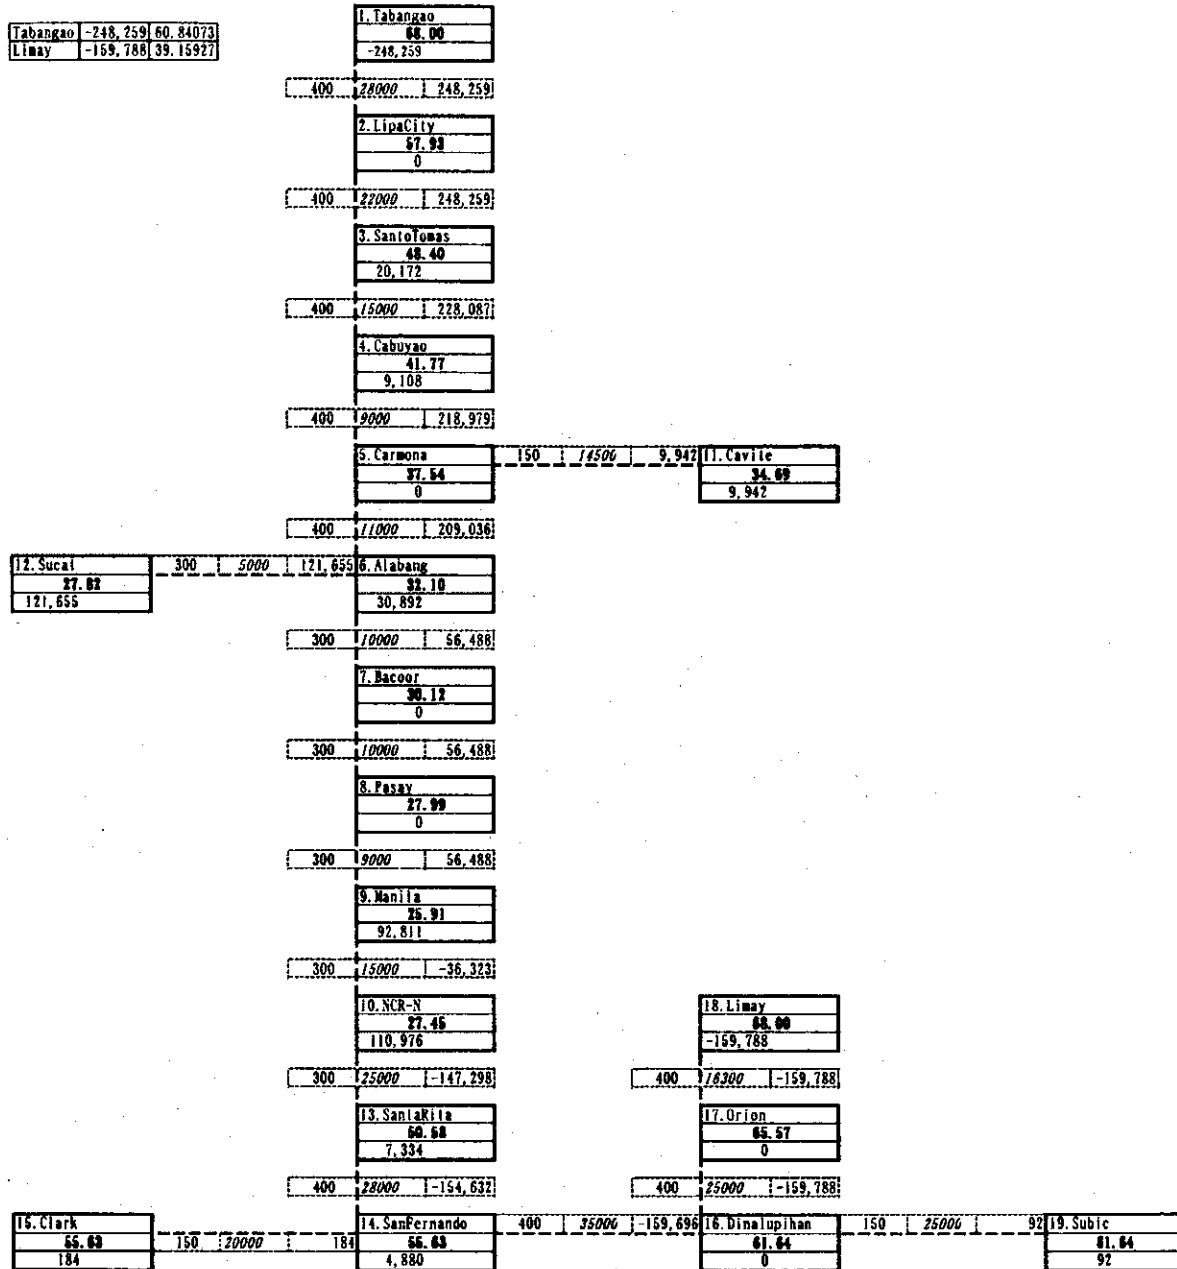 Tabangao -248,259 60.84073
Limay -159,788 39.15927
1.Tabangao
68.00
-248,259
400 28000 248,259
2.LipaCity
57.93
0
400 22000 248,259
3.SantoTomas
48.40
20,172
400 15000 228,087
4.Cabuyao
41.77
9,108
400 9000 218,979
5.Carmona 150 14500 9,942 11.Cavite
37.54 34.69
0 9,942
400 11000 209,036
12.Sucat 300 5000 121,655 6.Alabang
27.82 32.10
121,655 30,892
300 10000 56,488
7.Bacoor
30.12
0
300 10000 56,488
8.Pasay
27.99
0
300 9000 56,488
9.Manila
25.91
92,811
300 15000 -36,323
10.NCR-N 18.Limay
27.45 68.00
110,976 -159,788
300 25000 -147,298 400 16300 -159,788
13.SantaRita 17.Orion
50.58 65.57
7,334 0
400 28000 -154,632 400 25000 -159,788
15.Clark 14.SanFernando 400 35000 -159,696 16.Dinalupihan 150 25000 92 19.Subic
55.63 150 20000 184 55.63 61.64 61.64
184 4,880 0 92